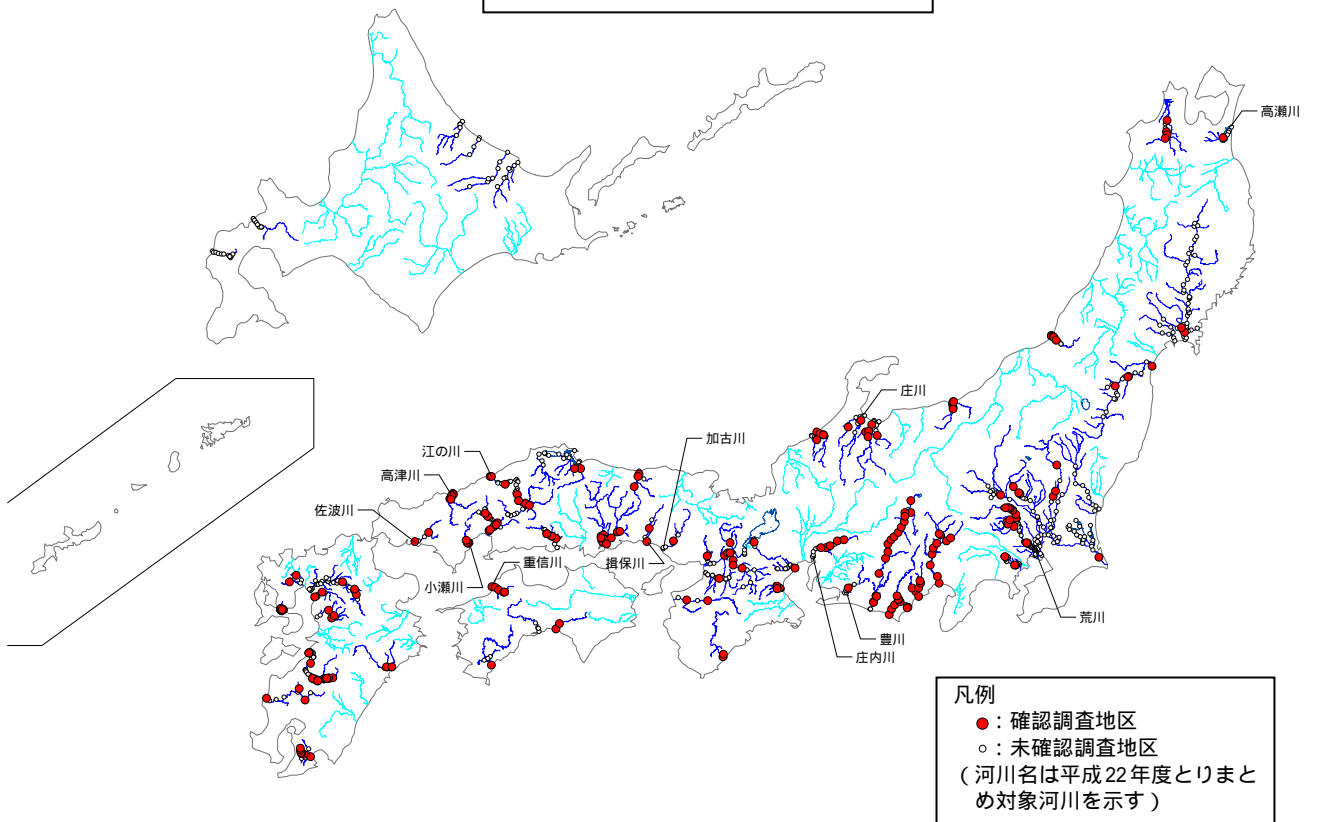 高瀬川
庄川
加古川
江の川
高津川
佐波川
小瀬川
重信川
揖保川
荒川
豊川
庄内川
凡例
●：確認調査地区
○：未確認調査地区
（河川名は平成22年度とりまと
め対象河川を示す）